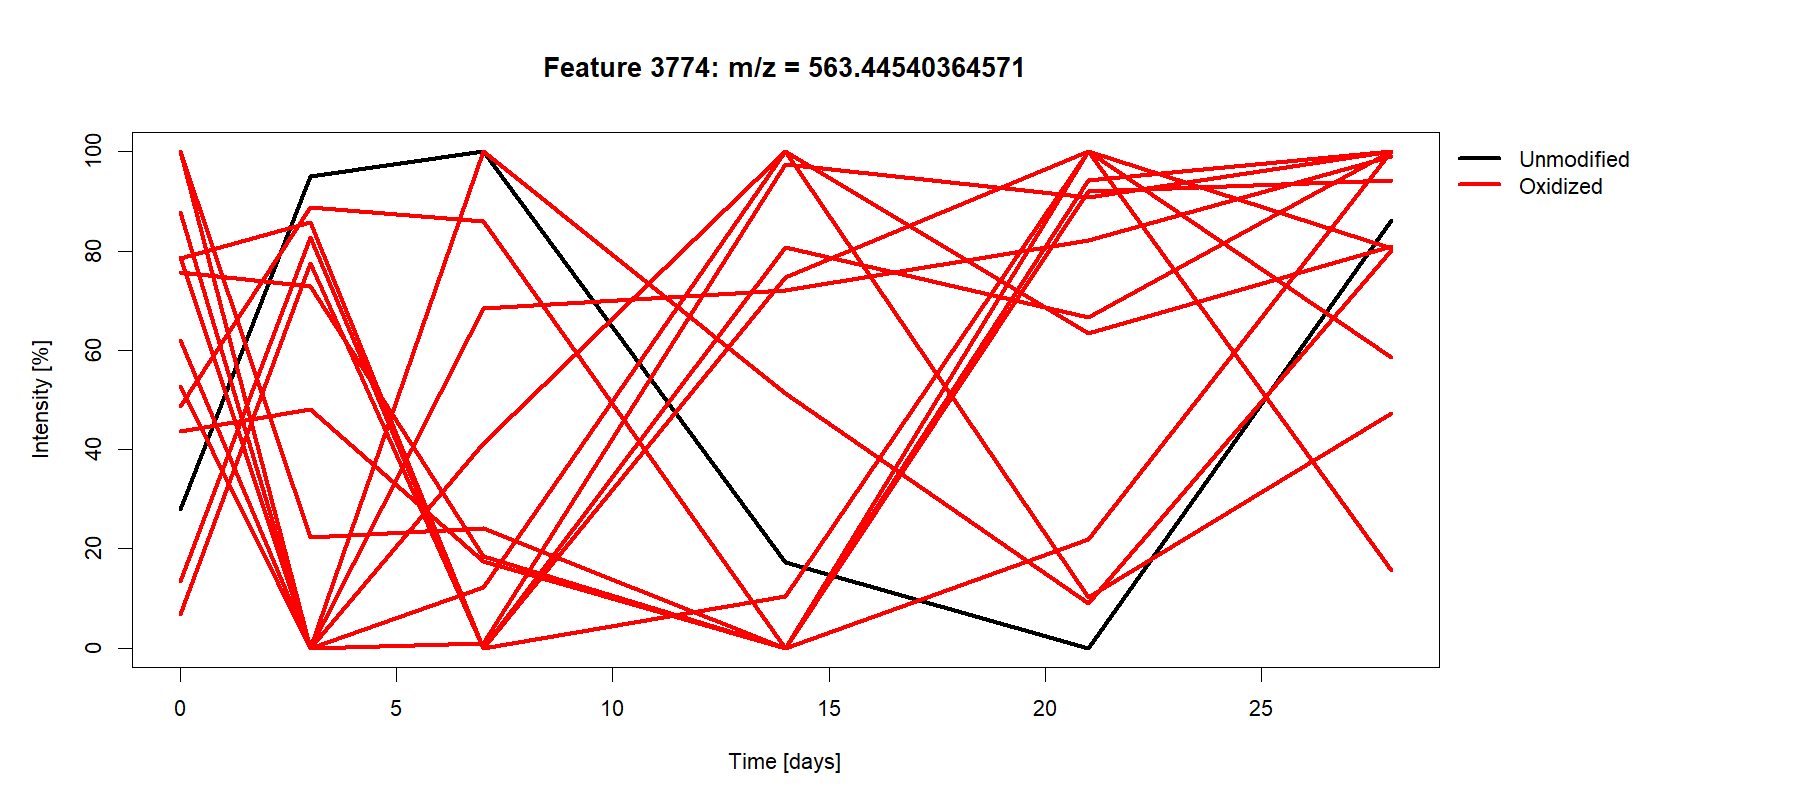 Feature 3774: m/z = 563.44540364571
Unmodified
Oxidized
Intensity [%]
100
80
60
40
20
0
0 5 10 15 20 25
Time [days]